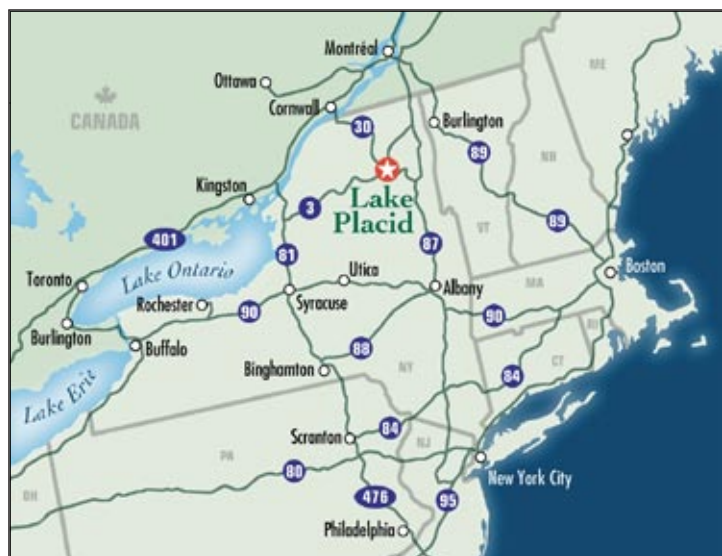 Montréal
ME
Ottawa
Cornwall
CANADA
30
Burlington
89
NH
Kingston
3
Lake
Placid
VT
89
401
81
87
Toronto
Lake Ontario
Utica
Boston
Rochester
Syracuse
Albany
MA
90
90
Burlington
Buffalo
88
RI
CT
Binghamton
NY
84
Lake Erie
84
Scranton
NJ
PA
80
New York City
OH
476
95
Philadelphia